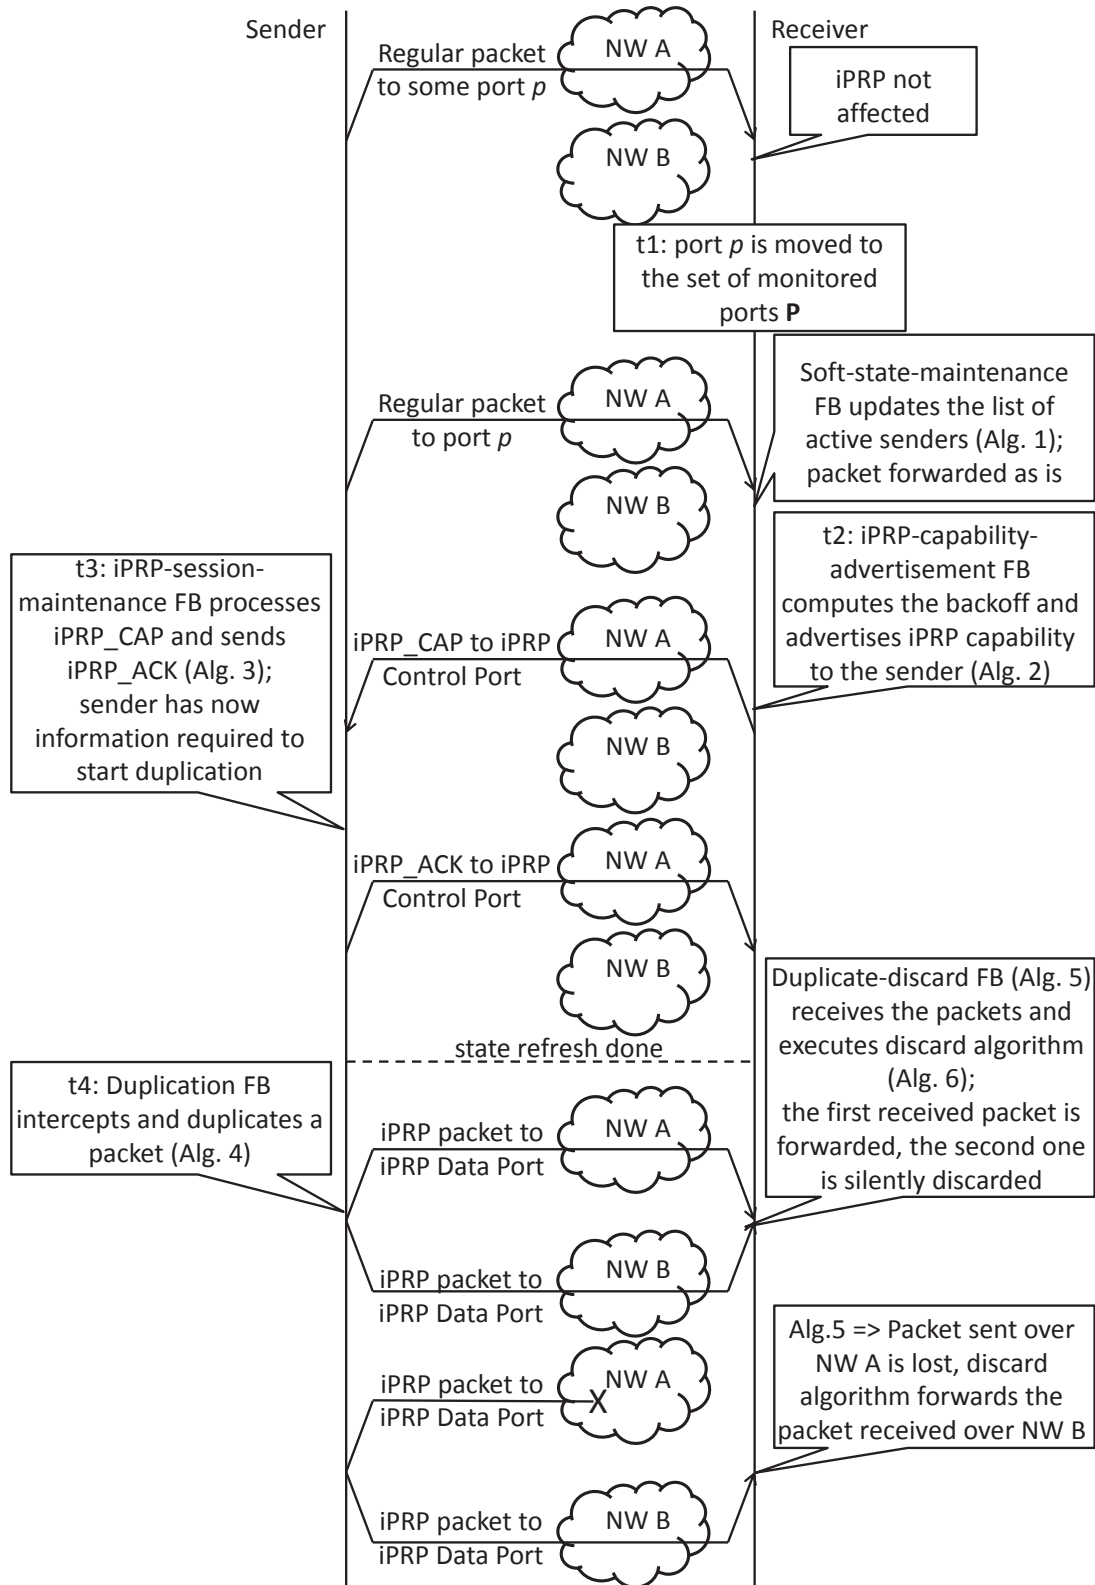 Sender
Receiver
NW A
Regular packet
to some port p
iPRP not
affected
NW B
t1: port p is moved to
the set of monitored
ports P
Soft-state-maintenance
FB updates the list of
active senders (Alg. 1);
packet forwarded as is
NW A
Regular packet
to port p
NW B
t2: iPRP-capability-
advertisement FB
computes the backoff and
advertises iPRP capability
to the sender (Alg. 2)
t3: iPRP-session-
maintenance FB processes
iPRP_CAP and sends
iPRP_ACK (Alg. 3);
sender has now
information required to
start duplication
NW A
iPRP_CAP to iPRP
Control Port
NW B
NW A
iPRP_ACK to iPRP
Control Port
NW B
Duplicate-discard FB (Alg. 5)
receives the packets and
executes discard algorithm
(Alg. 6);
the first received packet is
forwarded, the second one
is silently discarded
state refresh done
t4: Duplication FB
intercepts and duplicates a
packet (Alg. 4)
NW A
iPRP packet to
iPRP Data Port
NW B
iPRP packet to
iPRP Data Port
Alg.5 => Packet sent over
NW A is lost, discard
algorithm forwards the
packet received over NW B
NW A
iPRP packet to
X
iPRP Data Port
NW B
iPRP packet to
iPRP Data Port